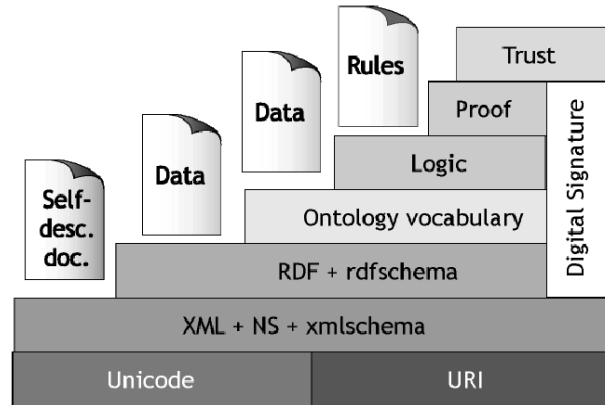 Trust
Rules
Proof
Data
Logic
Data
Ontology vocabulary
Self-
desc.
doc.
RDF + rdfschema
Digital Signature
XML + NS + xmlschema
Unicode
URI